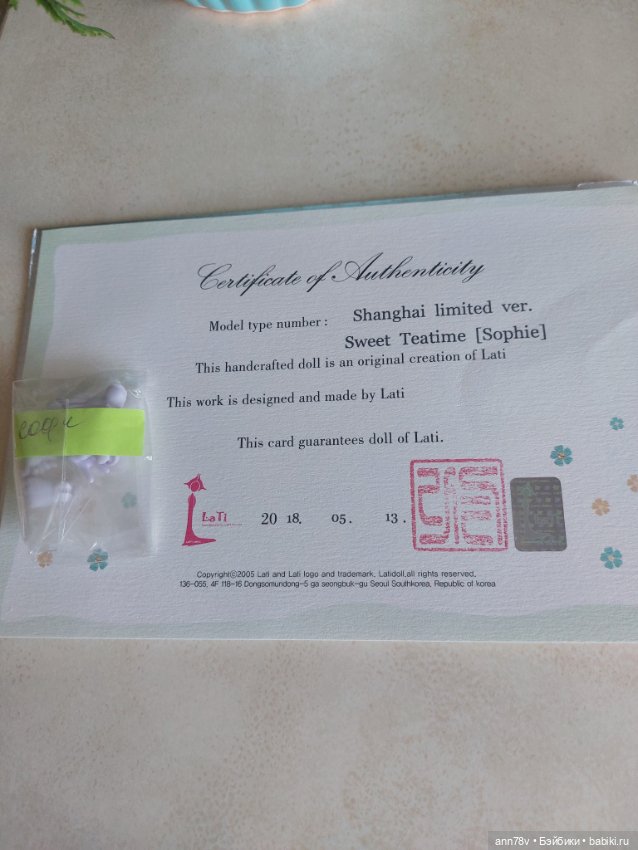 Certificate of Authenticity
Model type number : Shanghai limited ver.
Sweet Teatime [Sophie]
This handcrafted doll is an original creation of Lati
This work is designed and made by Lati
софи
This card guarantees doll of Lati.
LaTi
20 18. 05. 13.
Copyright©2005 Lati and Lati logo and trademark, Latidoll,all rights reserved.
136-055, 4F 118-16 Dongsomundong-5 ga seongbuk-gu Seoul Southkorea, Republic of korea
ann78v • Бэйбики • babiki.ru